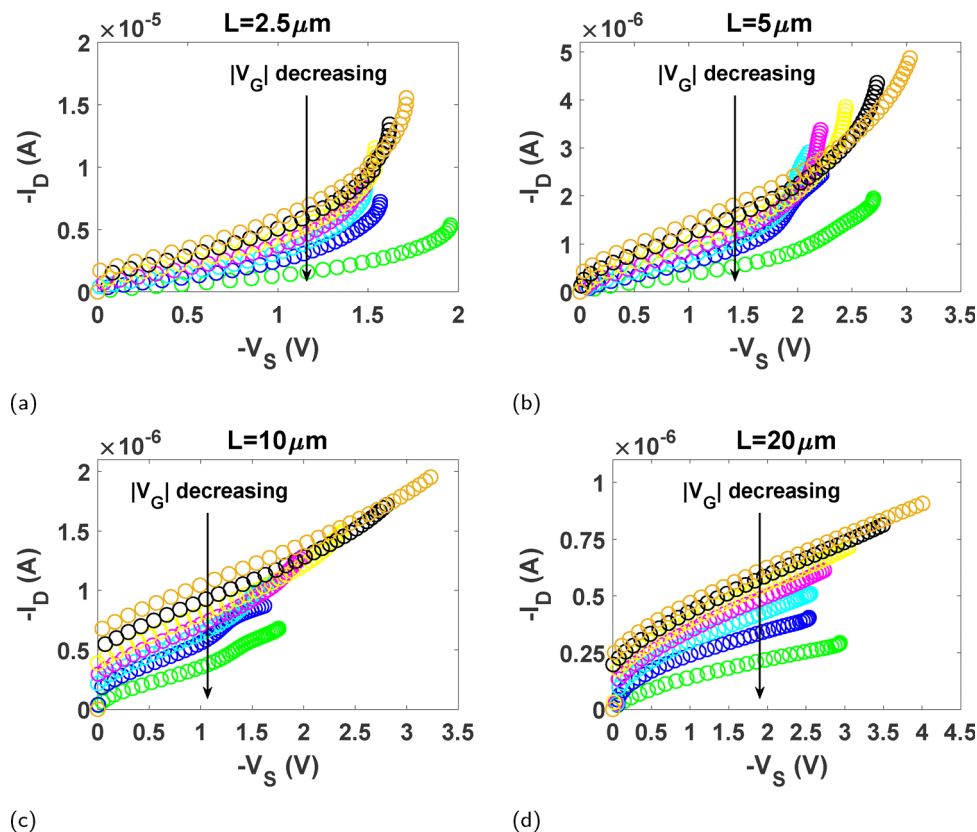 ×10⁻⁵
L=2.5μm
|V_G| decreasing
-I_D (A)
2
1.5
1
0.5
0
0 0.5 1 1.5 2
-V_S (V)
(a)
×10⁻⁶
L=5μm
|V_G| decreasing
-I_D (A)
5
4
3
2
1
0
0 0.5 1 1.5 2 2.5 3 3.5
-V_S (V)
(b)
×10⁻⁶
L=10μm
|V_G| decreasing
-I_D (A)
2
1.5
1
0.5
0
0 0.5 1 1.5 2 2.5 3 3.5
-V_S (V)
(c)
×10⁻⁶
L=20μm
|V_G| decreasing
-I_D (A)
1
0.75
0.5
0.25
0
0 0.5 1 1.5 2 2.5 3 3.5 4 4.5
-V_S (V)
(d)